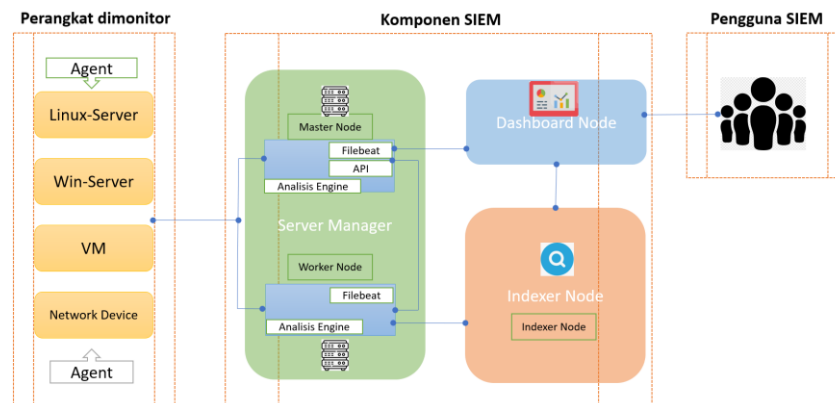 Perangkat dimonitor
Komponen SIEM
Pengguna SIEM
Agent
Linux-Server
Win-Server
VM
Network Device
Agent
Master Node
Filebeat
API
Analisis Engine
Server Manager
Worker Node
Filebeat
Analisis Engine
Dashboard Node
Indexer Node
Indexer Node